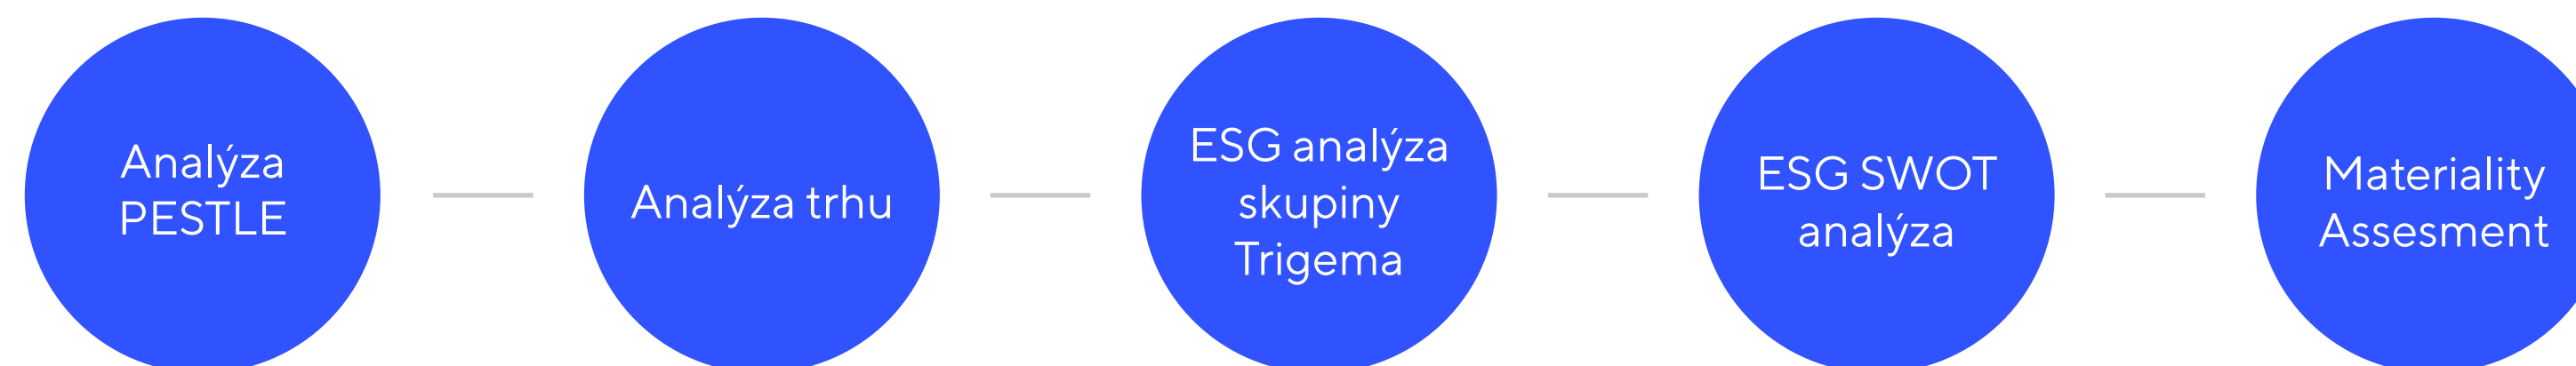 Analýza
PESTLE
Analýza trhu
ESG analýza
skupiny
Trigema
ESG SWOT
analýza
Materiality
Assesment